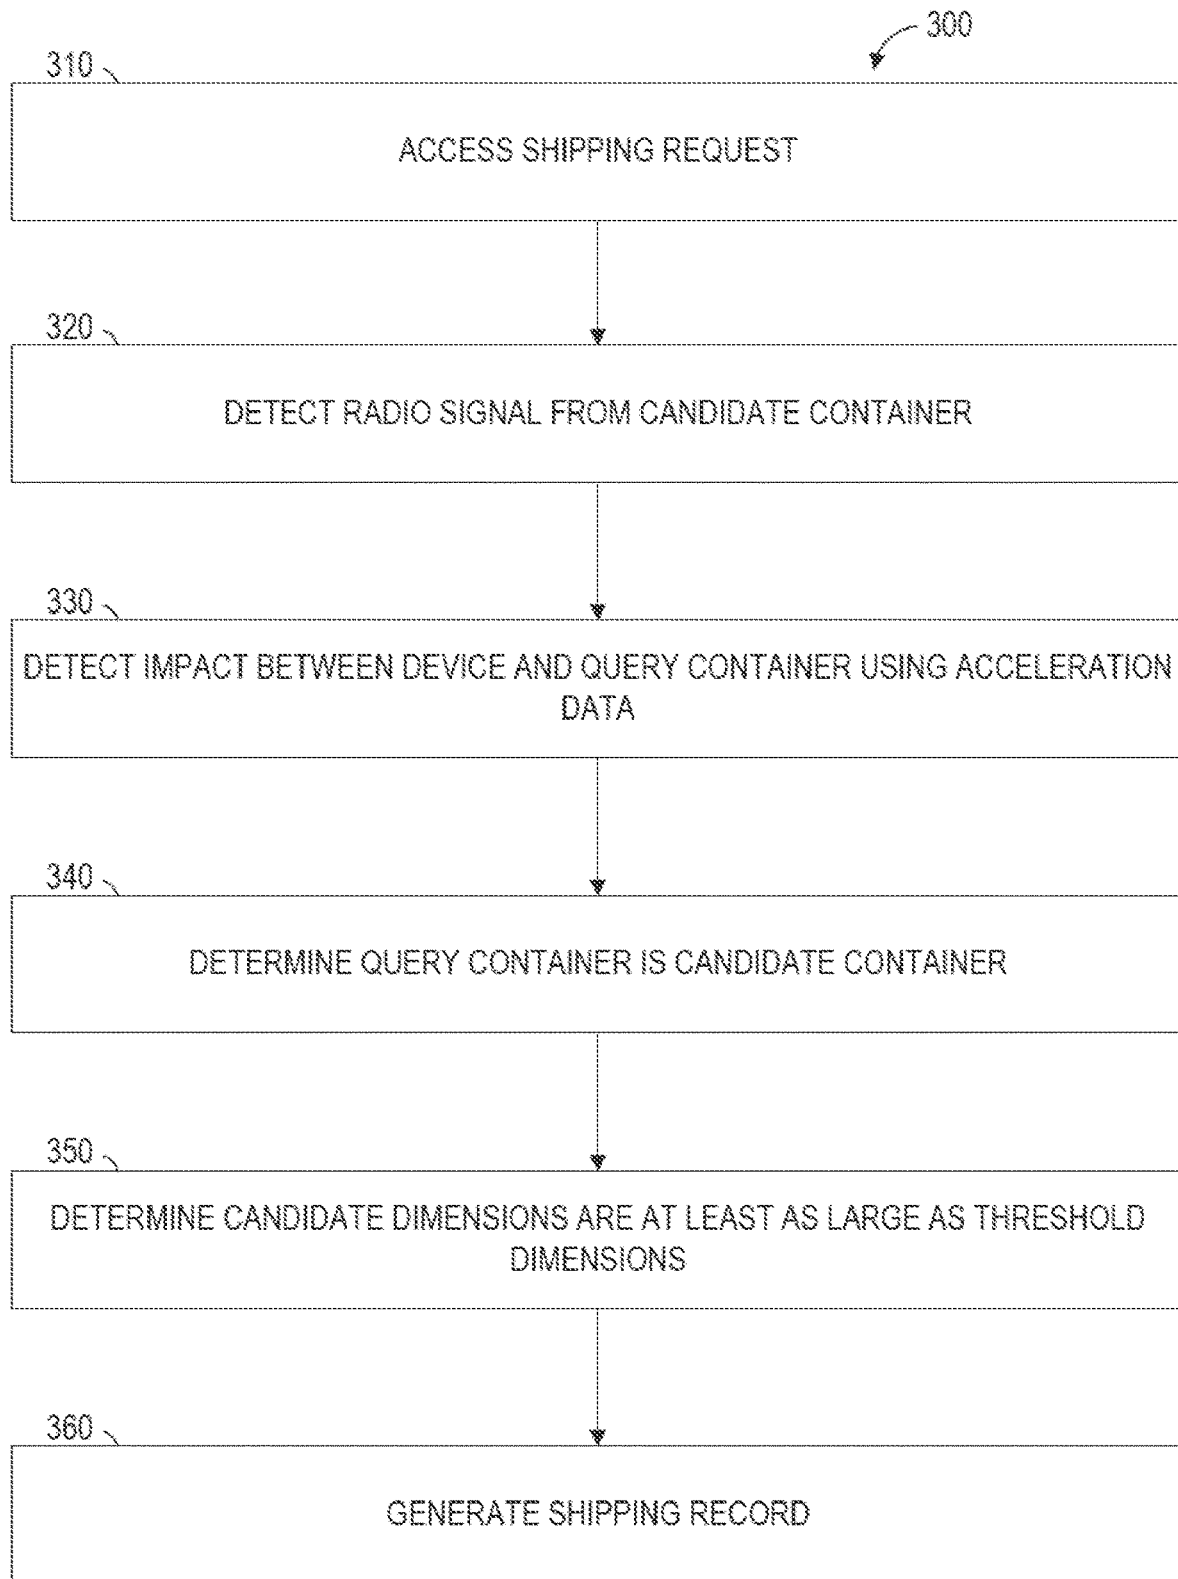 300
310
ACCESS SHIPPING REQUEST
320
DETECT RADIO SIGNAL FROM CANDIDATE CONTAINER
330
DETECT IMPACT BETWEEN DEVICE AND QUERY CONTAINER USING ACCELERATION
DATA
340
DETERMINE QUERY CONTAINER IS CANDIDATE CONTAINER
350
DETERMINE CANDIDATE DIMENSIONS ARE AT LEAST AS LARGE AS THRESHOLD
DIMENSIONS
360
GENERATE SHIPPING RECORD